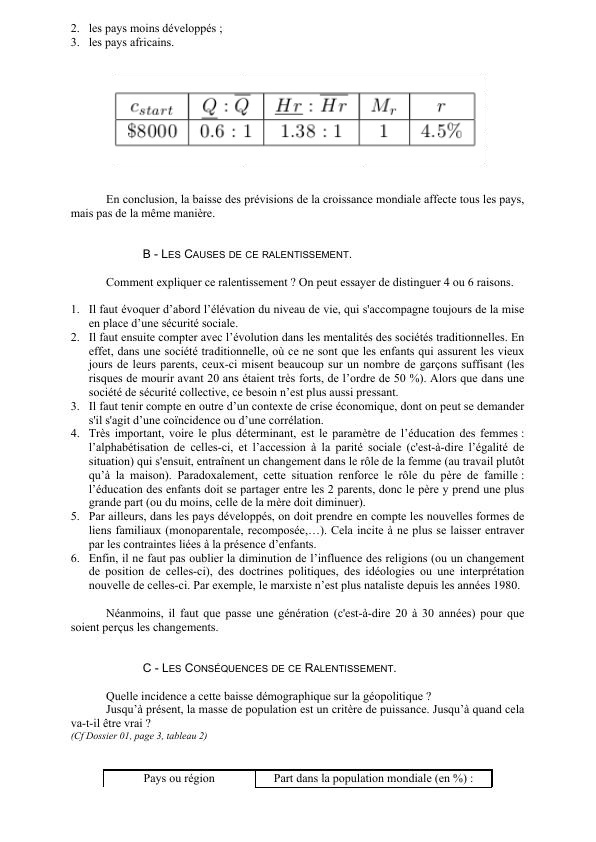 2. les pays moins développés ;
3. les pays africains.
c_start Q : Q̅ Hr : H̅r̅ M_r r
$8000 0.6 : 1 1.38 : 1 1 4.5%
En conclusion, la baisse des prévisions de la croissance mondiale affecte tous les pays,
mais pas de la même manière.
B - LES CAUSES DE CE RALENTISSEMENT.
Comment expliquer ce ralentissement ? On peut essayer de distinguer 4 ou 6 raisons.
1. Il faut évoquer d’abord l’élévation du niveau de vie, qui s'accompagne toujours de la mise
en place d’une sécurité sociale.
2. Il faut ensuite compter avec l’évolution dans les mentalités des sociétés traditionnelles. En
effet, dans une société traditionnelle, où ce ne sont que les enfants qui assurent les vieux
jours de leurs parents, ceux-ci misent beaucoup sur un nombre de garçons suffisant (les
risques de mourir avant 20 ans étaient très forts, de l’ordre de 50 %). Alors que dans une
société de sécurité collective, ce besoin n’est plus aussi pressant.
3. Il faut tenir compte en outre d’un contexte de crise économique, dont on peut se demander
s'il s'agit d’une coïncidence ou d’une corrélation.
4. Très important, voire le plus déterminant, est le paramètre de l’éducation des femmes :
l’alphabétisation de celles-ci, et l’accession à la parité sociale (c'est-à-dire l’égalité de
situation) qui s'ensuit, entraînent un changement dans le rôle de la femme (au travail plutôt
qu’à la maison). Paradoxalement, cette situation renforce le rôle du père de famille :
l’éducation des enfants doit se partager entre les 2 parents, donc le père y prend une plus
grande part (ou du moins, celle de la mère doit diminuer).
5. Par ailleurs, dans les pays développés, on doit prendre en compte les nouvelles formes de
liens familiaux (monoparentale, recomposée,…). Cela incite à ne plus se laisser entraver
par les contraintes liées à la présence d’enfants.
6. Enfin, il ne faut pas oublier la diminution de l’influence des religions (ou un changement
de position de celles-ci), des doctrines politiques, des idéologies ou une interprétation
nouvelle de celles-ci. Par exemple, le marxiste n’est plus nataliste depuis les années 1980.
Néanmoins, il faut que passe une génération (c'est-à-dire 20 à 30 années) pour que
soient perçus les changements.
C - LES CONSÉQUENCES DE CE RALENTISSEMENT.
Quelle incidence a cette baisse démographique sur la géopolitique ?
Jusqu’à présent, la masse de population est un critère de puissance. Jusqu’à quand cela
va-t-il être vrai ?
(Cf Dossier 01, page 3, tableau 2)
Pays ou région Part dans la population mondiale (en %) :